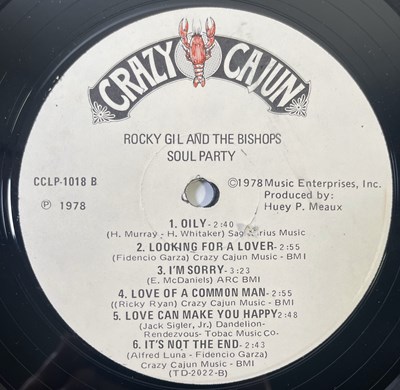 CRAZY CAJUN
ROCKY GIL AND THE BISHOPS
SOUL PARTY
CCLP-1018 B
Ⓟ 1978
©1978 Music Enterprises, Inc.
Produced by:
Huey P. Meaux
1. OILY-2:40
(H. Murray - H. Whitaker) Sagittarius Music
2. LOOKING FOR A LOVER-2:55
(Fidencio Garza) Crazy Cajun Music - BMI
3. I'M SORRY-3:23
(E. McDaniels) ARC BMI
4. LOVE OF A COMMON MAN-2:55
((Ricky Ryan) Crazy Cajun Music - BMI
5. LOVE CAN MAKE YOU HAPPY-2:48
(Jack Sigler, Jr.) Dandelion-
Rendezvous- Tobac Music Co.
6. IT'S NOT THE END-2:43
(Alfred Luna - Fidencio Garza)
Crazy Cajun Music - BMI
(TD-2022-B)